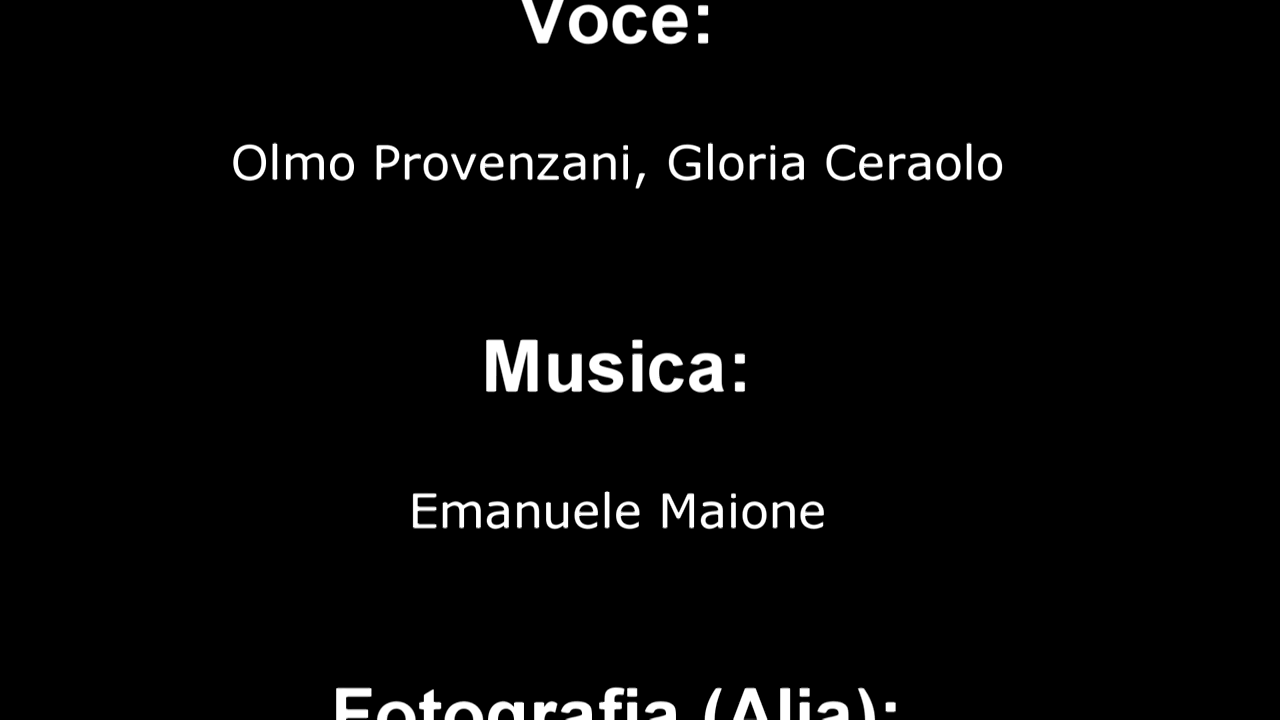 Voce:
Olmo Provenzani, Gloria Ceraolo
Musica:
Emanuele Maione
Fotografia (Alia):